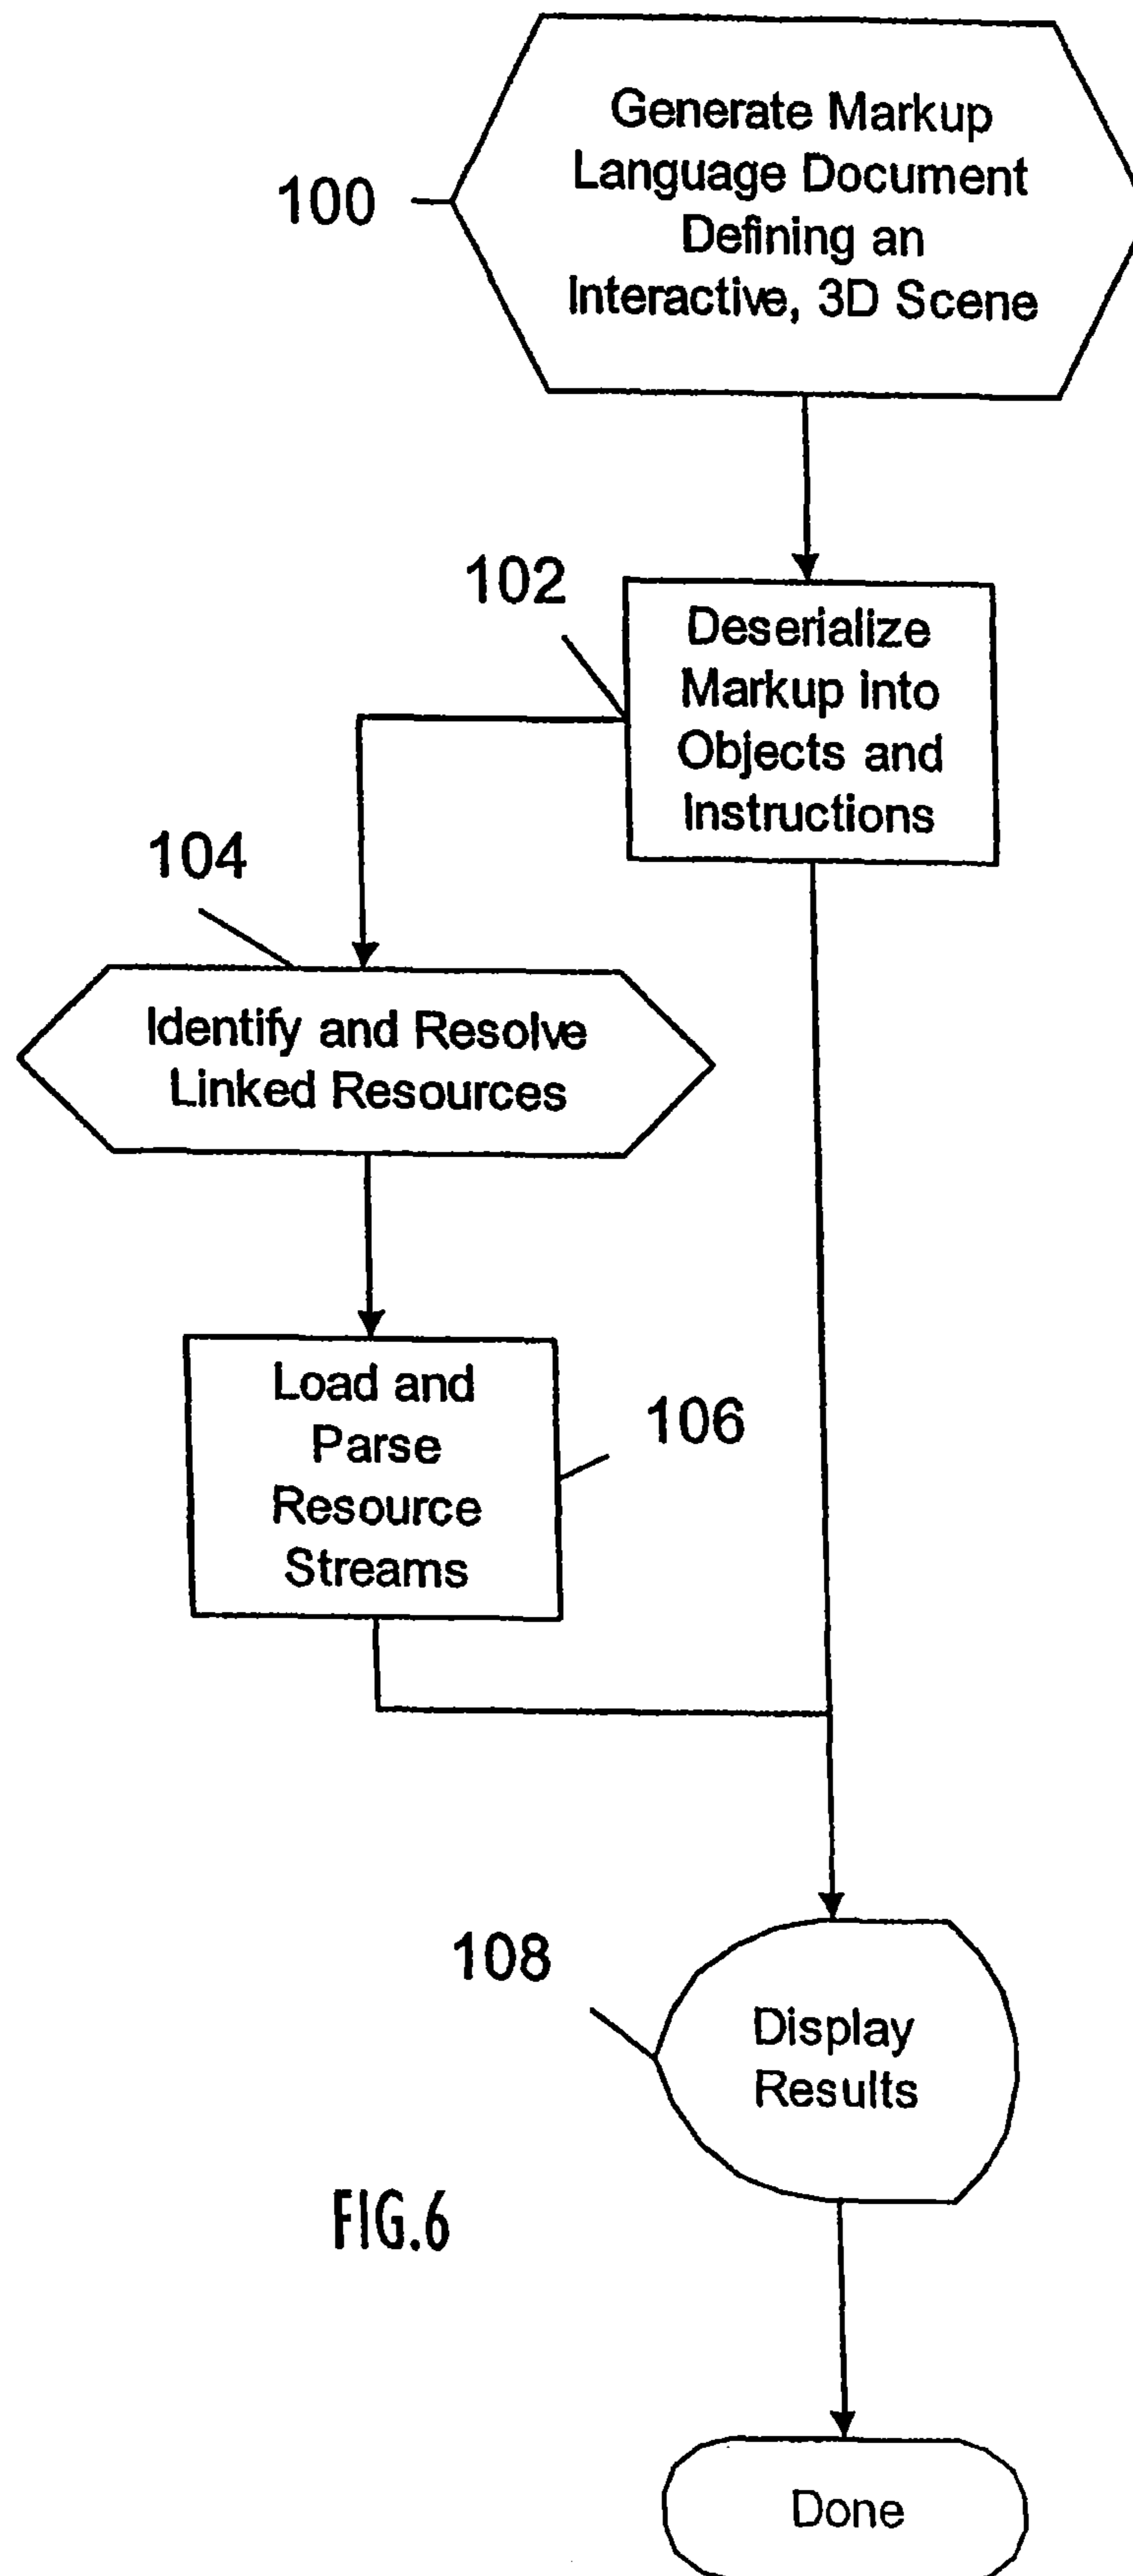 Generate Markup
Language Document
Defining an
Interactive, 3D Scene
100
102
Deserialize
Markup into
Objects and
Instructions
104
Identify and Resolve
Linked Resources
Load and
Parse
Resource
Streams
106
108
Display
Results
FIG.6
Done